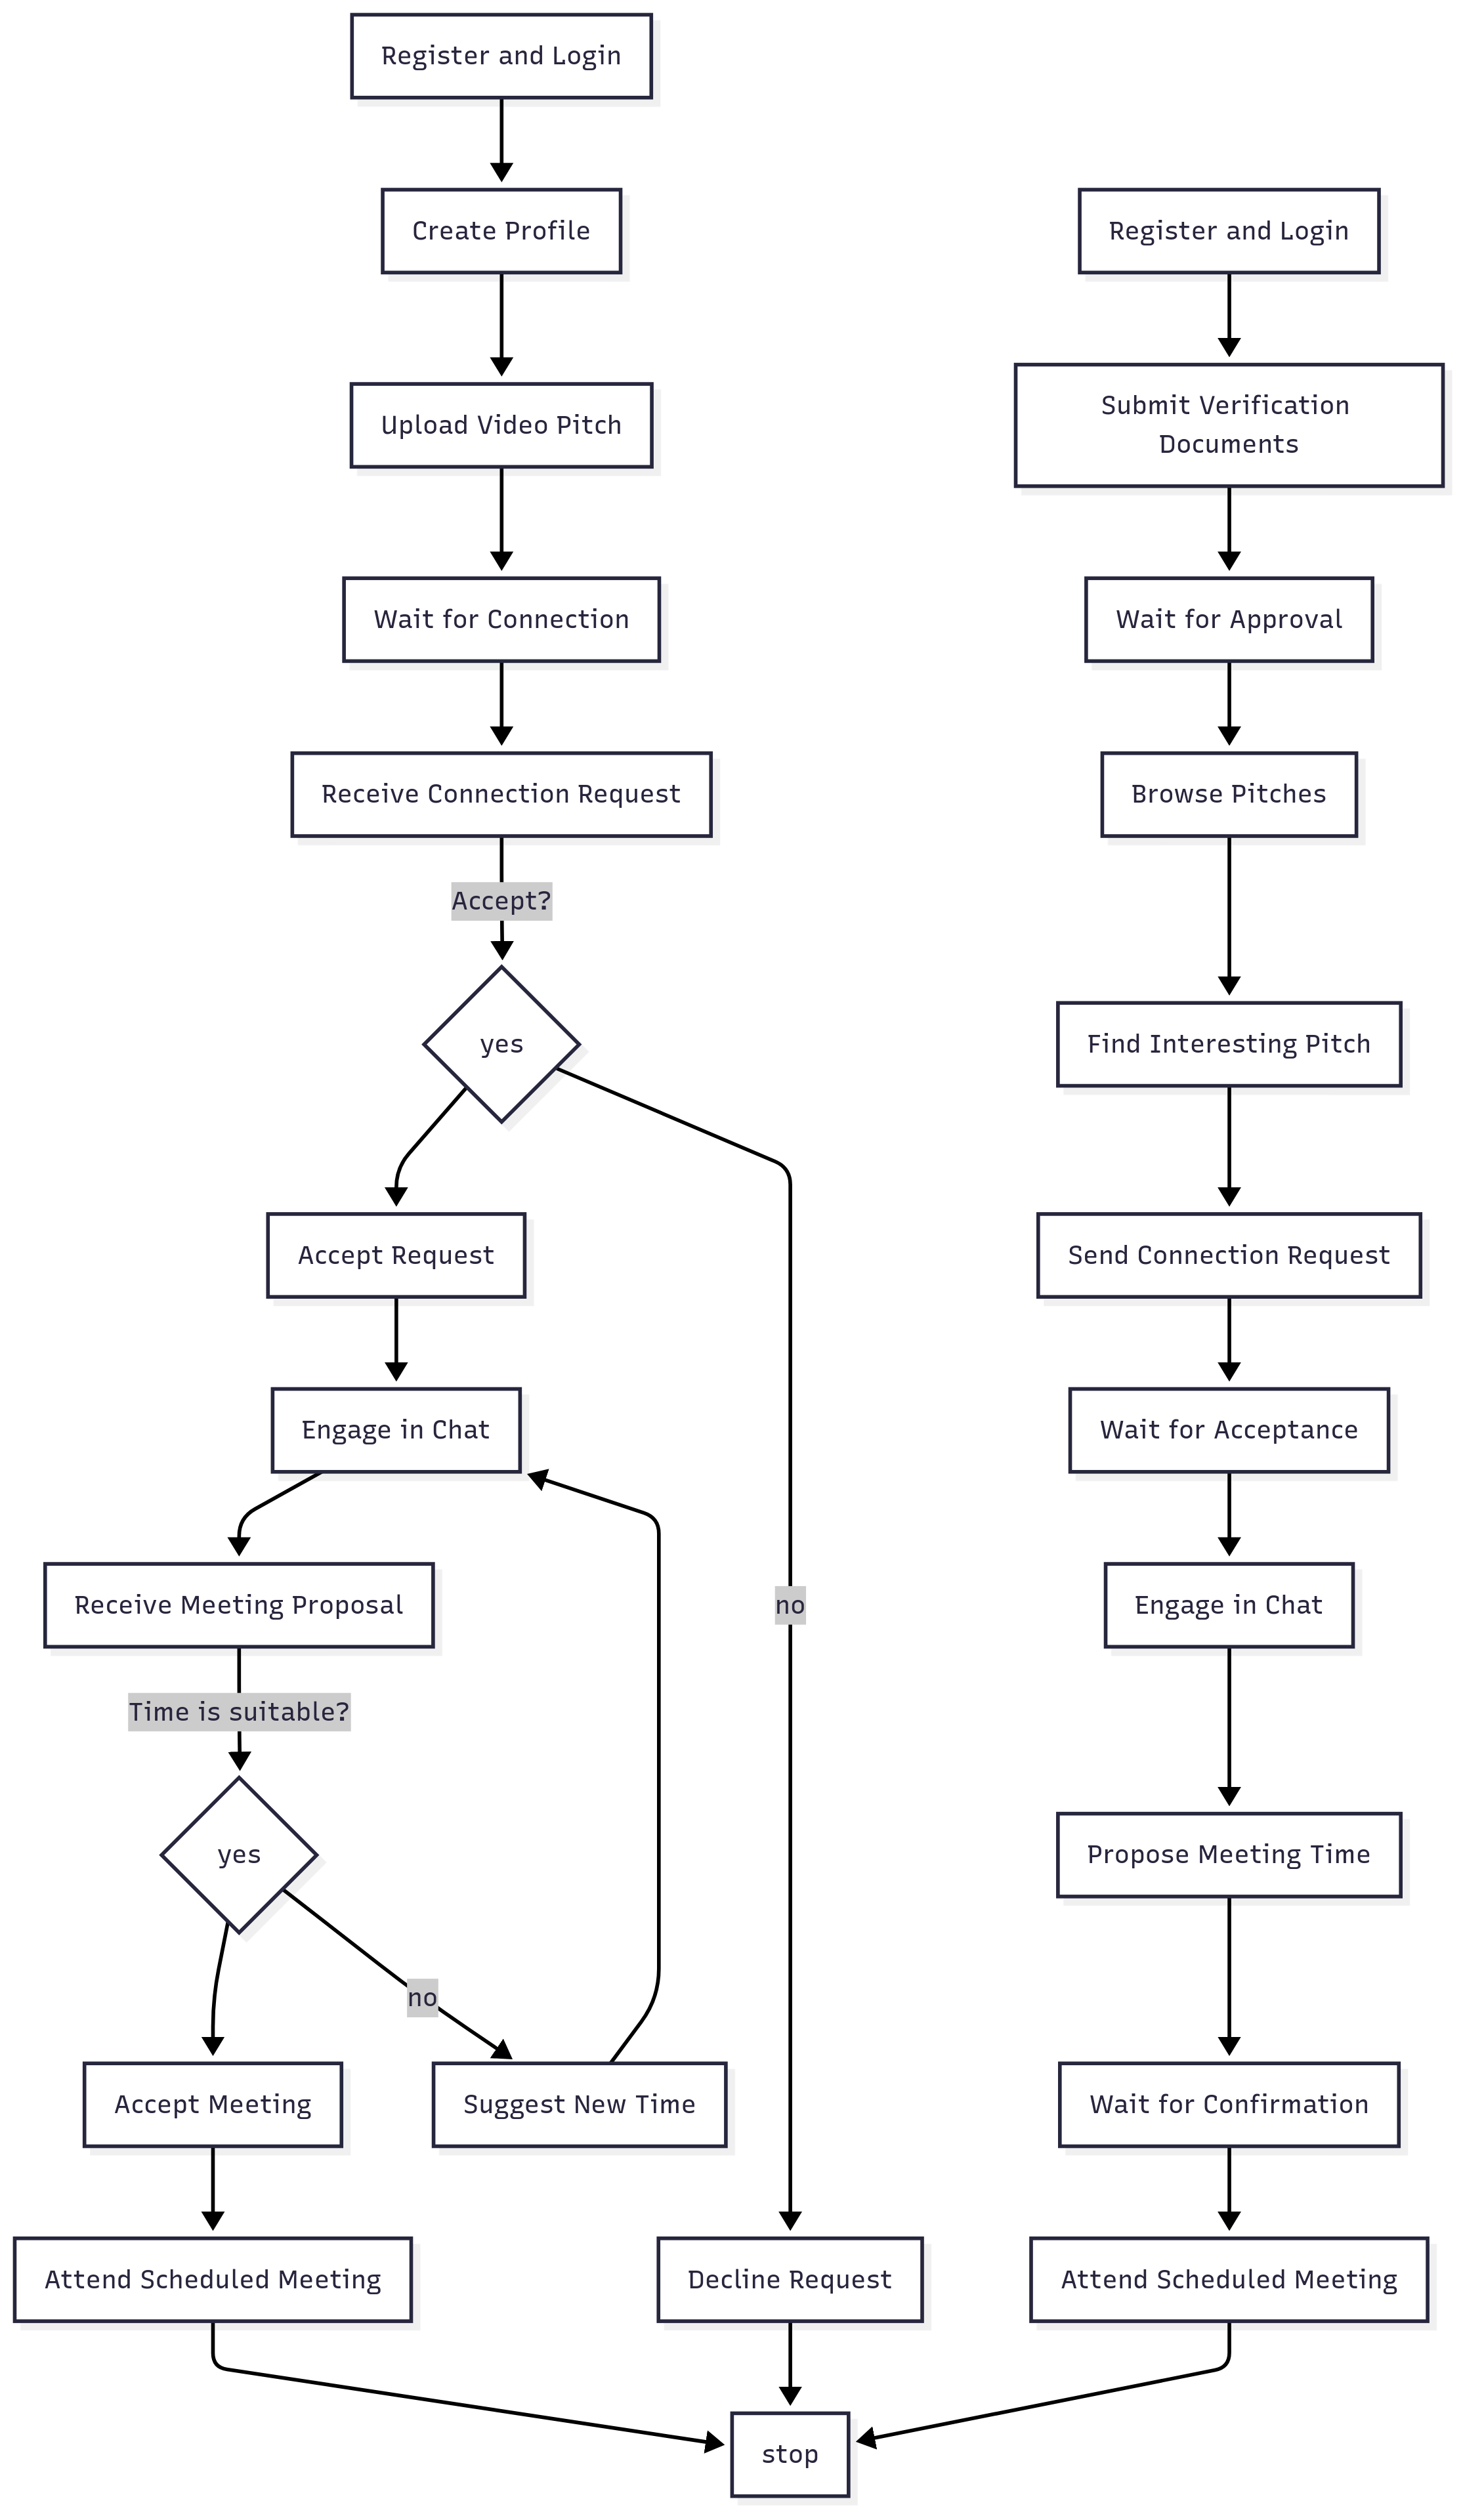 Register and Login
Create Profile
Upload Video Pitch
Wait for Connection
Receive Connection Request
Accept?
yes
Accept Request
Engage in Chat
Receive Meeting Proposal
Time is suitable?
yes
no
Accept Meeting
Suggest New Time
Attend Scheduled Meeting
no
Decline Request
Register and Login
Submit Verification
Documents
Wait for Approval
Browse Pitches
Find Interesting Pitch
Send Connection Request
Wait for Acceptance
Engage in Chat
Propose Meeting Time
Wait for Confirmation
Attend Scheduled Meeting
stop